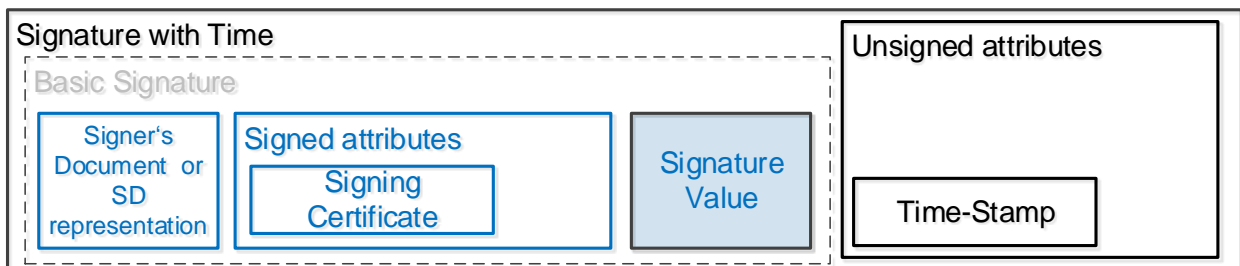 Signature with Time
Basic Signature
Signer‘s
Document or
SD
representation
Signed attributes
Signing
Certificate
Signature
Value
Unsigned attributes
Time-Stamp